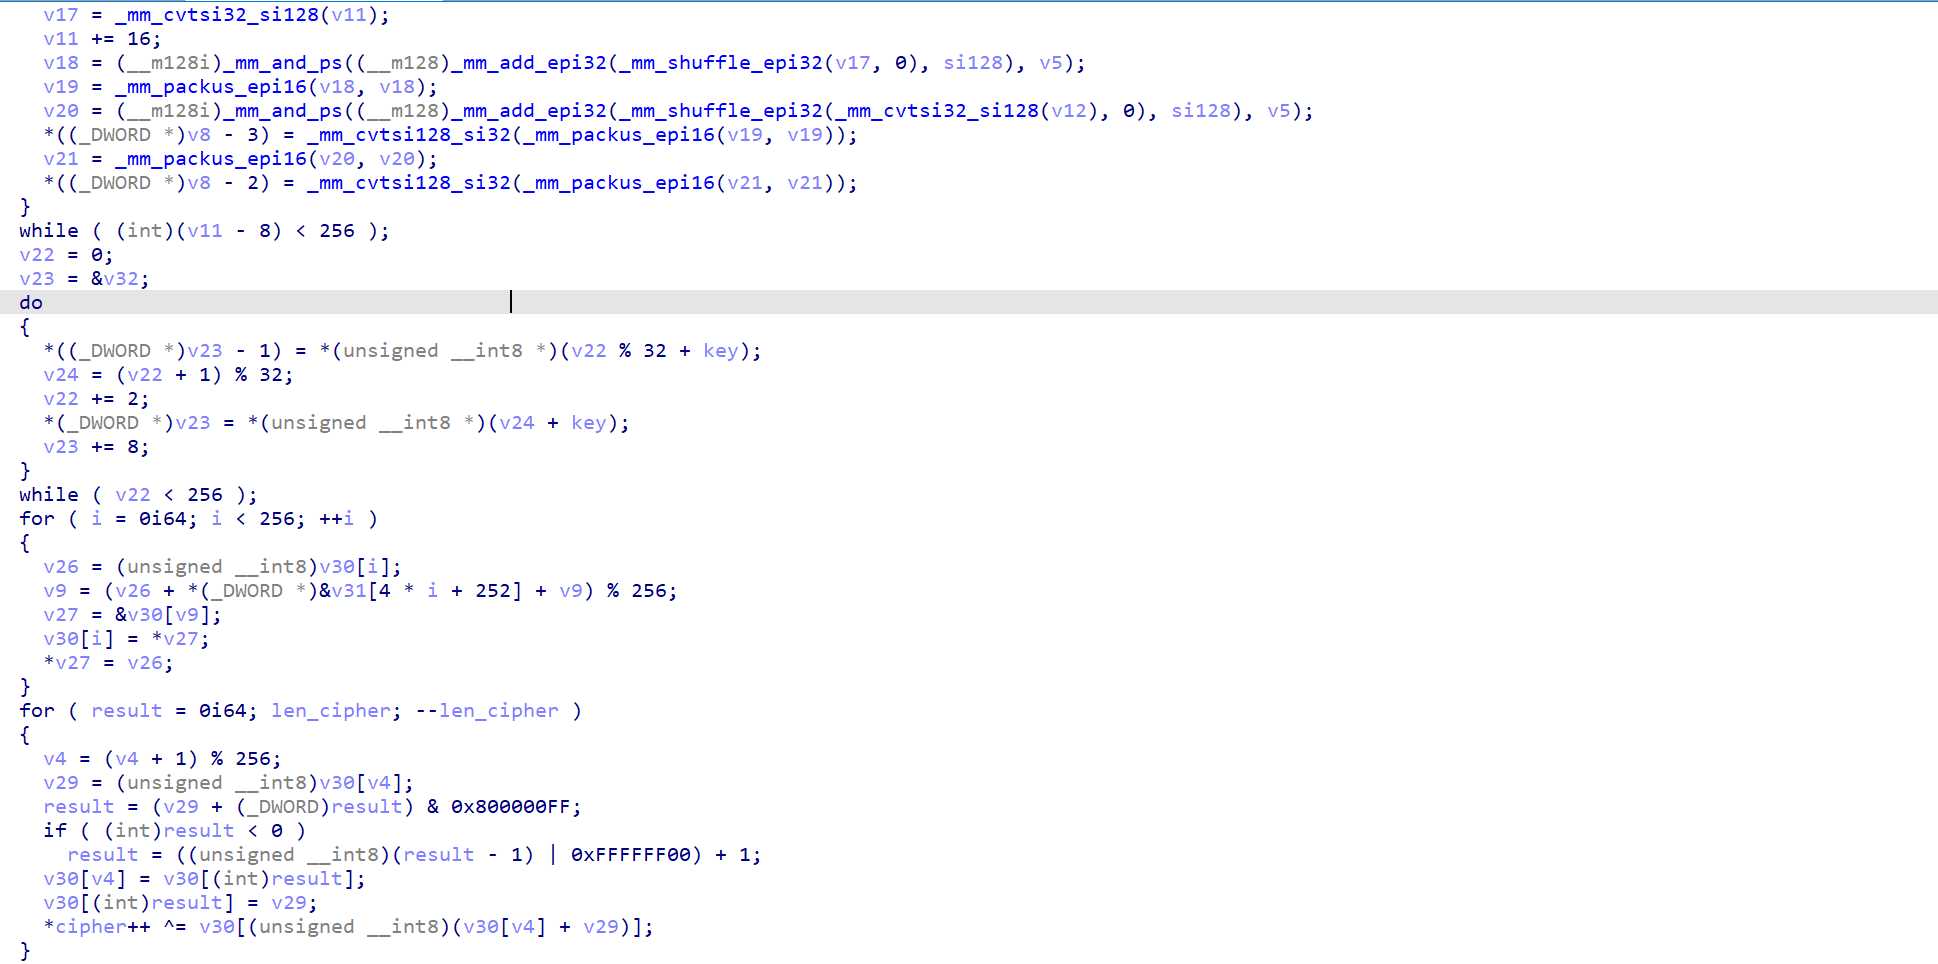 v17 = _mm_cvtsi32_si128(v11);
v11 += 16;
v18 = (__m128i)_mm_and_ps((__m128)_mm_add_epi32(_mm_shuffle_epi32(v17, 0), si128), v5);
v19 = _mm_packus_epi16(v18, v18);
v20 = (__m128i)_mm_and_ps((__m128)_mm_add_epi32(_mm_shuffle_epi32(_mm_cvtsi32_si128(v12), 0), si128), v5);
*((_DWORD *)v8 - 3) = _mm_cvtsi128_si32(_mm_packus_epi16(v19, v19));
v21 = _mm_packus_epi16(v20, v20);
*((_DWORD *)v8 - 2) = _mm_cvtsi128_si32(_mm_packus_epi16(v21, v21));
}
while ( (int)(v11 - 8) < 256 );
v22 = 0;
v23 = &v32;
do
{
*((_DWORD *)v23 - 1) = *(unsigned __int8 *)(v22 % 32 + key);
v24 = (v22 + 1) % 32;
v22 += 2;
*(_DWORD *)v23 = *(unsigned __int8 *)(v24 + key);
v23 += 8;
}
while ( v22 < 256 );
for ( i = 0i64; i < 256; ++i )
{
v26 = (unsigned __int8)v30[i];
v9 = (v26 + *(_DWORD *)&v31[4 * i + 252] + v9) % 256;
v27 = &v30[v9];
v30[i] = *v27;
*v27 = v26;
}
for ( result = 0i64; len_cipher; --len_cipher )
{
v4 = (v4 + 1) % 256;
v29 = (unsigned __int8)v30[v4];
result = (v29 + (_DWORD)result) & 0x800000FF;
if ( (int)result < 0 )
result = ((unsigned __int8)(result - 1) | 0xFFFFFF00) + 1;
v30[v4] = v30[(int)result];
v30[(int)result] = v29;
*cipher++ ^= v30[(unsigned __int8)(v30[v4] + v29)];
}